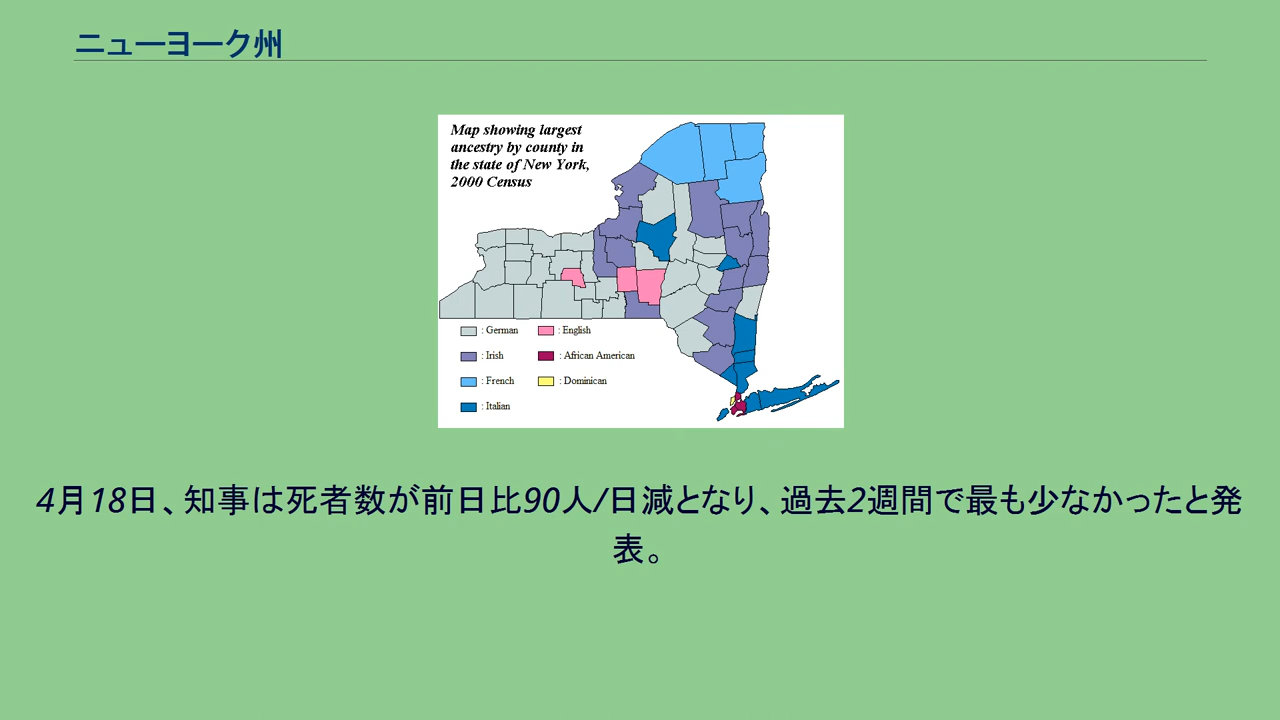 ニューヨーク州
Map showing largest
ancestry by county in
the state of New York,
2000 Census
: German
: English
: Irish
: African American
: French
: Dominican
: Italian
4月18日、知事は死者数が前日比90人/日減となり、過去2週間で最も少なかったと発
表。